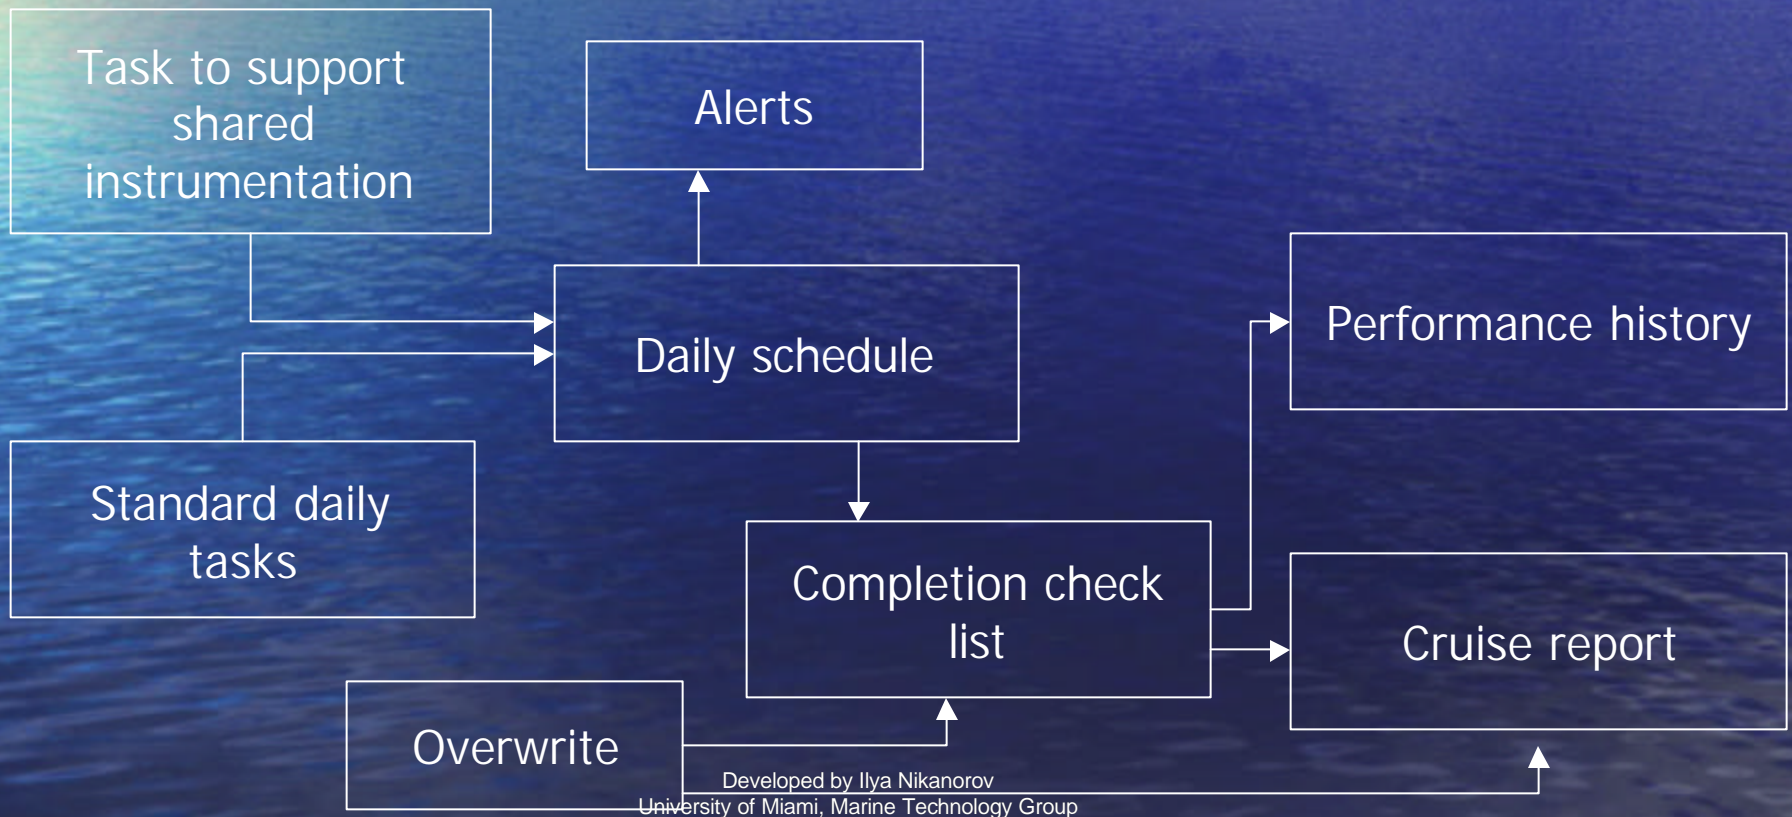 Task to support
shared
instrumentation
Alerts
Daily schedule
Performance history
Standard daily
tasks
Completion check
list
Cruise report
Overwrite
Developed by Ilya Nikanorov
University of Miami, Marine Technology Group